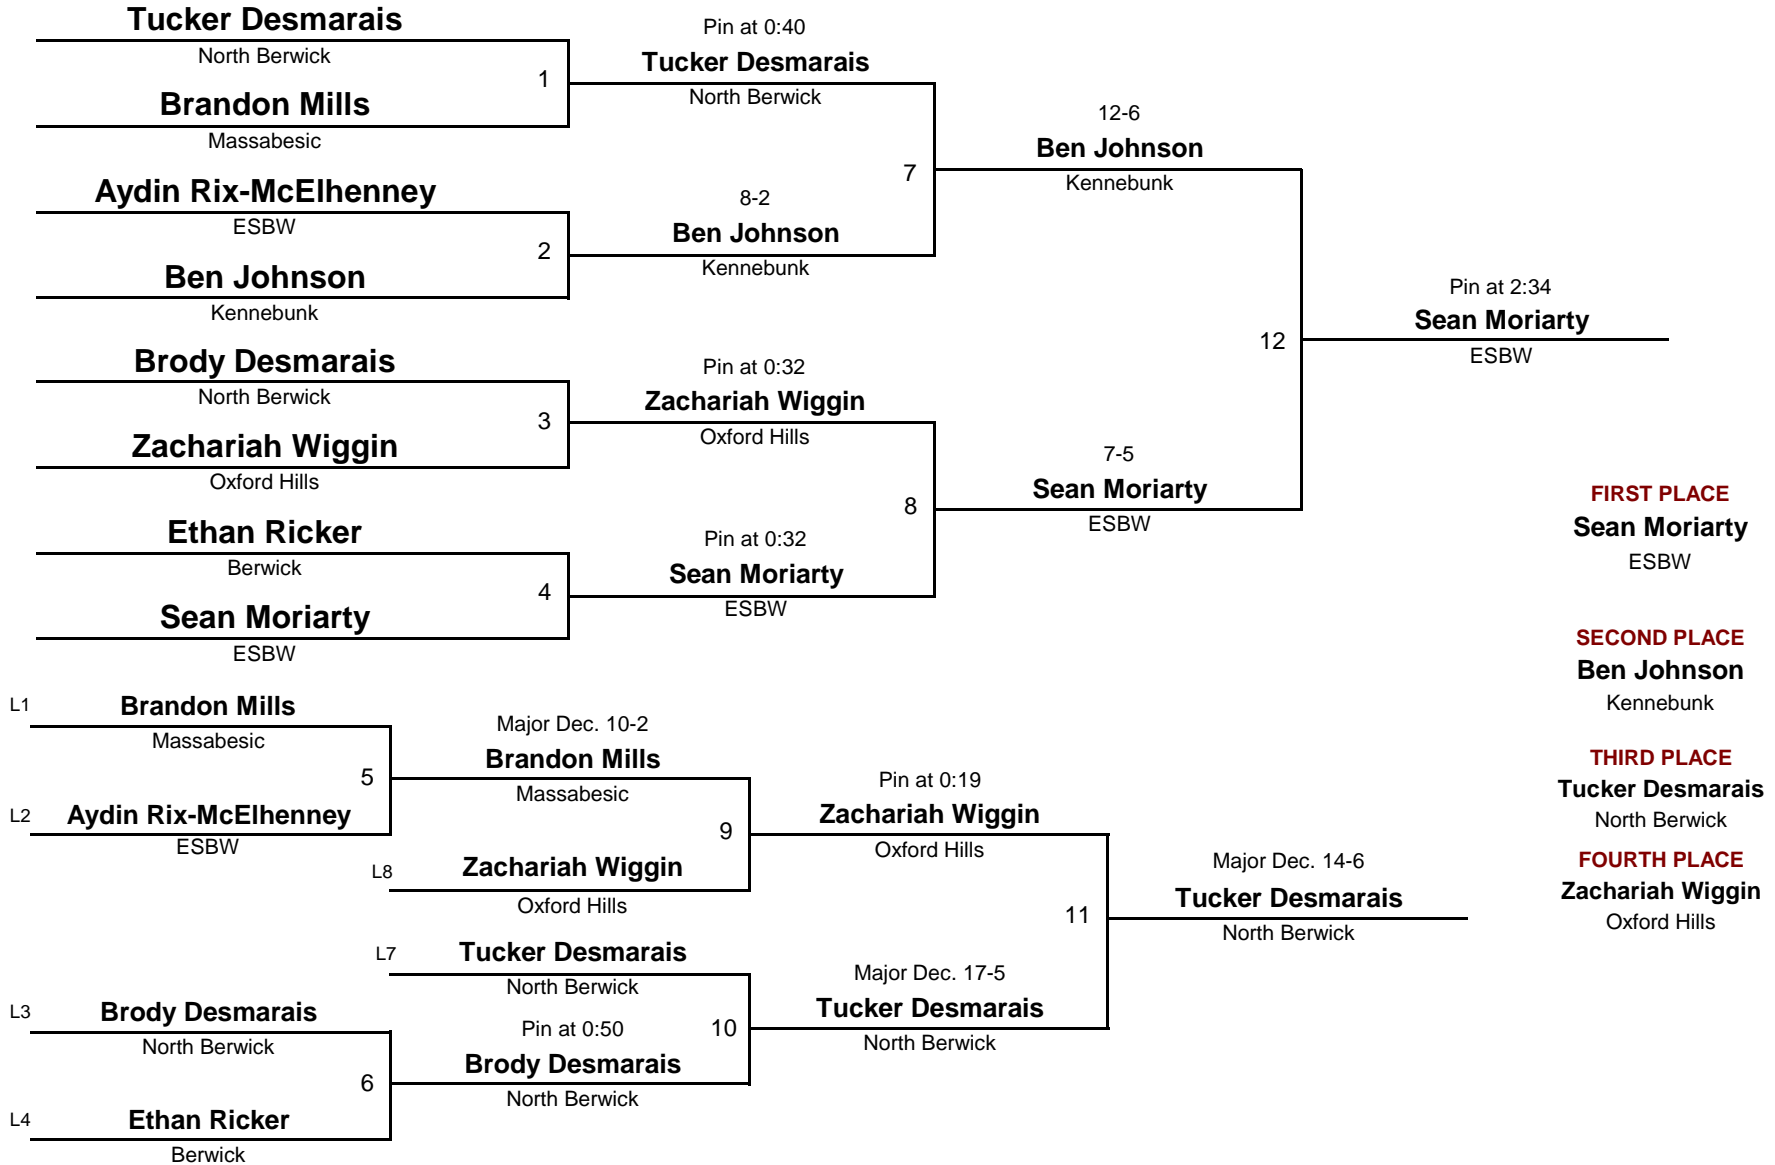 Tucker Desmarais
North Berwick
1
Brandon Mills
Massabesic
Aydin Rix-McElhenney
ESBW
2
Ben Johnson
Kennebunk
Brody Desmarais
North Berwick
3
Zachariah Wiggin
Oxford Hills
Ethan Ricker
Berwick
4
Sean Moriarty
ESBW
Pin at 0:40
Tucker Desmarais
North Berwick
7
8-2
Ben Johnson
Kennebunk
Pin at 0:32
Zachariah Wiggin
Oxford Hills
8
Pin at 0:32
Sean Moriarty
ESBW
12-6
Ben Johnson
Kennebunk
12
7-5
Sean Moriarty
ESBW
Pin at 2:34
Sean Moriarty
ESBW
L1
Brandon Mills
Massabesic
5
L2
Aydin Rix-McElhenney
ESBW
L3
Brody Desmarais
North Berwick
6
L4
Ethan Ricker
Berwick
Major Dec. 10-2
Brandon Mills
Massabesic
9
L8
Zachariah Wiggin
Oxford Hills
L7
Tucker Desmarais
North Berwick
10
Pin at 0:50
Brody Desmarais
North Berwick
Pin at 0:19
Zachariah Wiggin
Oxford Hills
11
Major Dec. 17-5
Tucker Desmarais
North Berwick
Major Dec. 14-6
Tucker Desmarais
North Berwick
FIRST PLACE
Sean Moriarty
ESBW
SECOND PLACE
Ben Johnson
Kennebunk
THIRD PLACE
Tucker Desmarais
North Berwick
FOURTH PLACE
Zachariah Wiggin
Oxford Hills